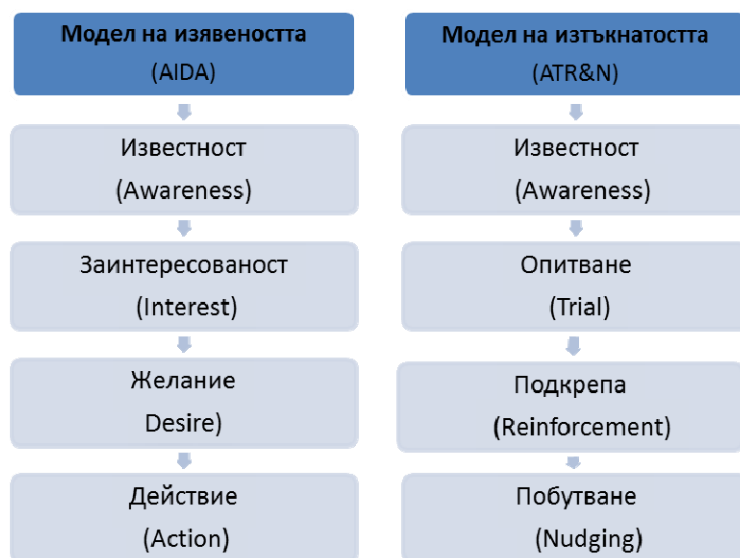 Модел на изявеността
(AIDA)
Известност
(Awareness)
Заинтересованост
(Interest)
Желание
Desire)
Действие
(Action)
Модел на изтъкнатостта
(ATR&N)
Известност
(Awareness)
Опитване
(Trial)
Подкрепа
(Reinforcement)
Побутване
(Nudging)